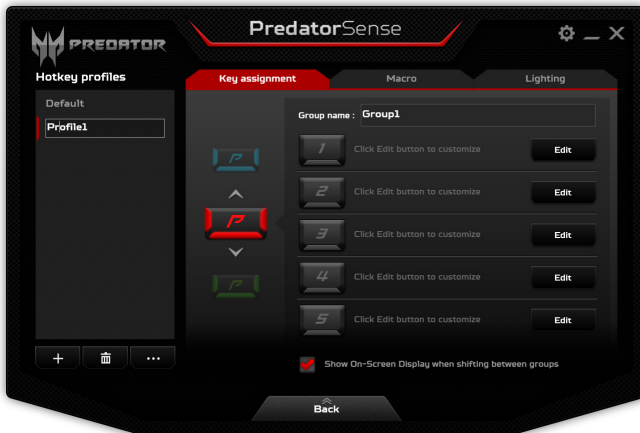 PREDATOR
PredatorSense
Hotkey profiles
Key assignment
Macro
Lighting
Default
Profile1
Group name : Group1
1 Click Edit button to customize Edit
2 Click Edit button to customize Edit
3 Click Edit button to customize Edit
4 Click Edit button to customize Edit
5 Click Edit button to customize Edit
P
P
P
Show On-Screen Display when shifting between groups
Back